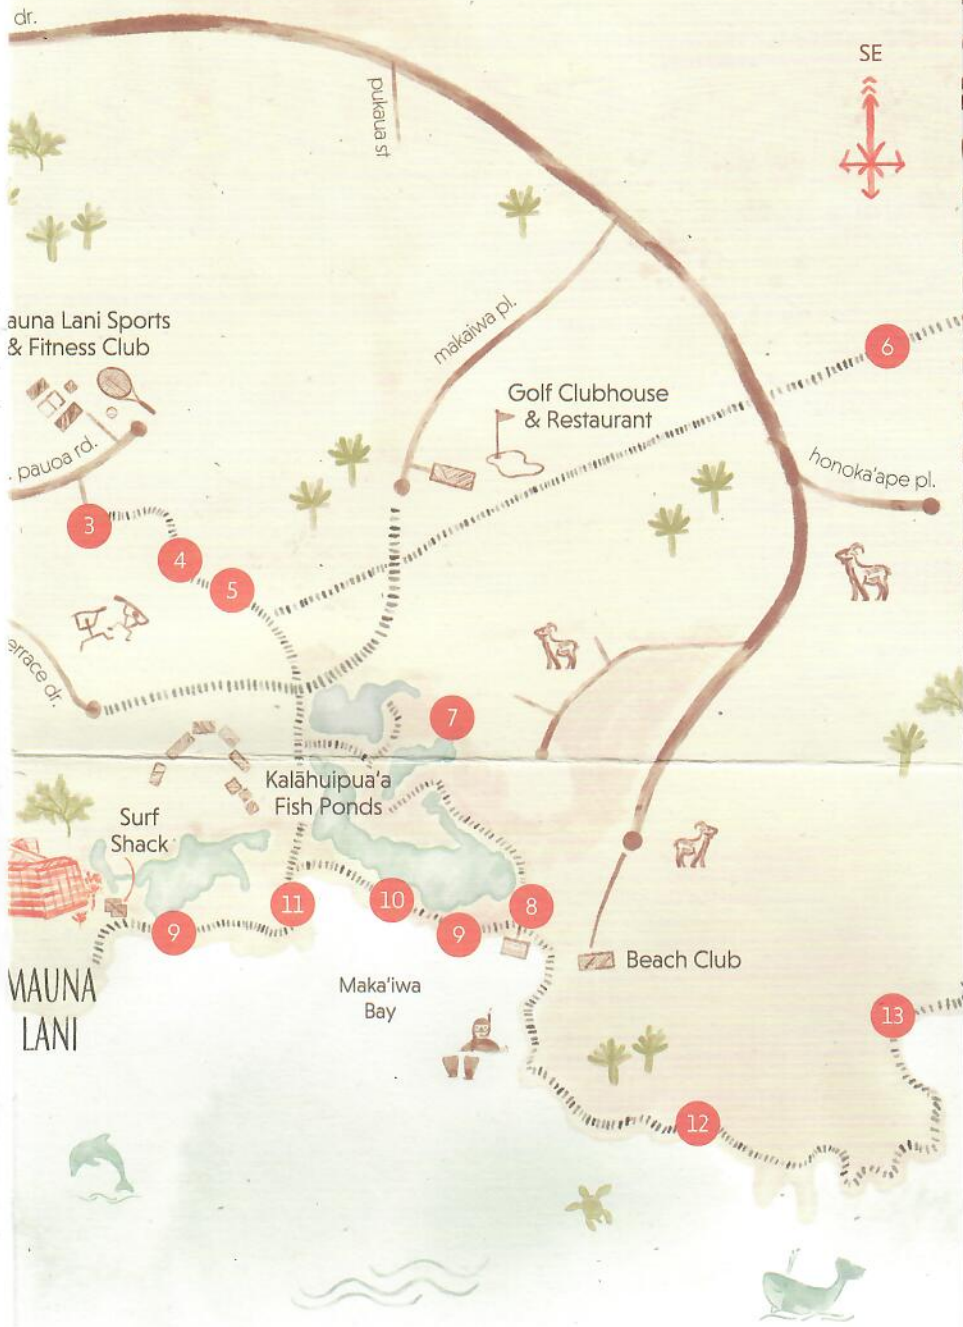 dr.
SE
pukaua st
auna Lani Sports
& Fitness Club
makaiwa pl.
6
Golf Clubhouse
& Restaurant
pauoa rd.
honoka'ape pl.
3
4
5
errace dr.
7
Kalāhuipua'a
Fish Ponds
Surf
Shack
11
10
8
9
9
MAUNA
LANI
Maka'iwa
Bay
Beach Club
13
12